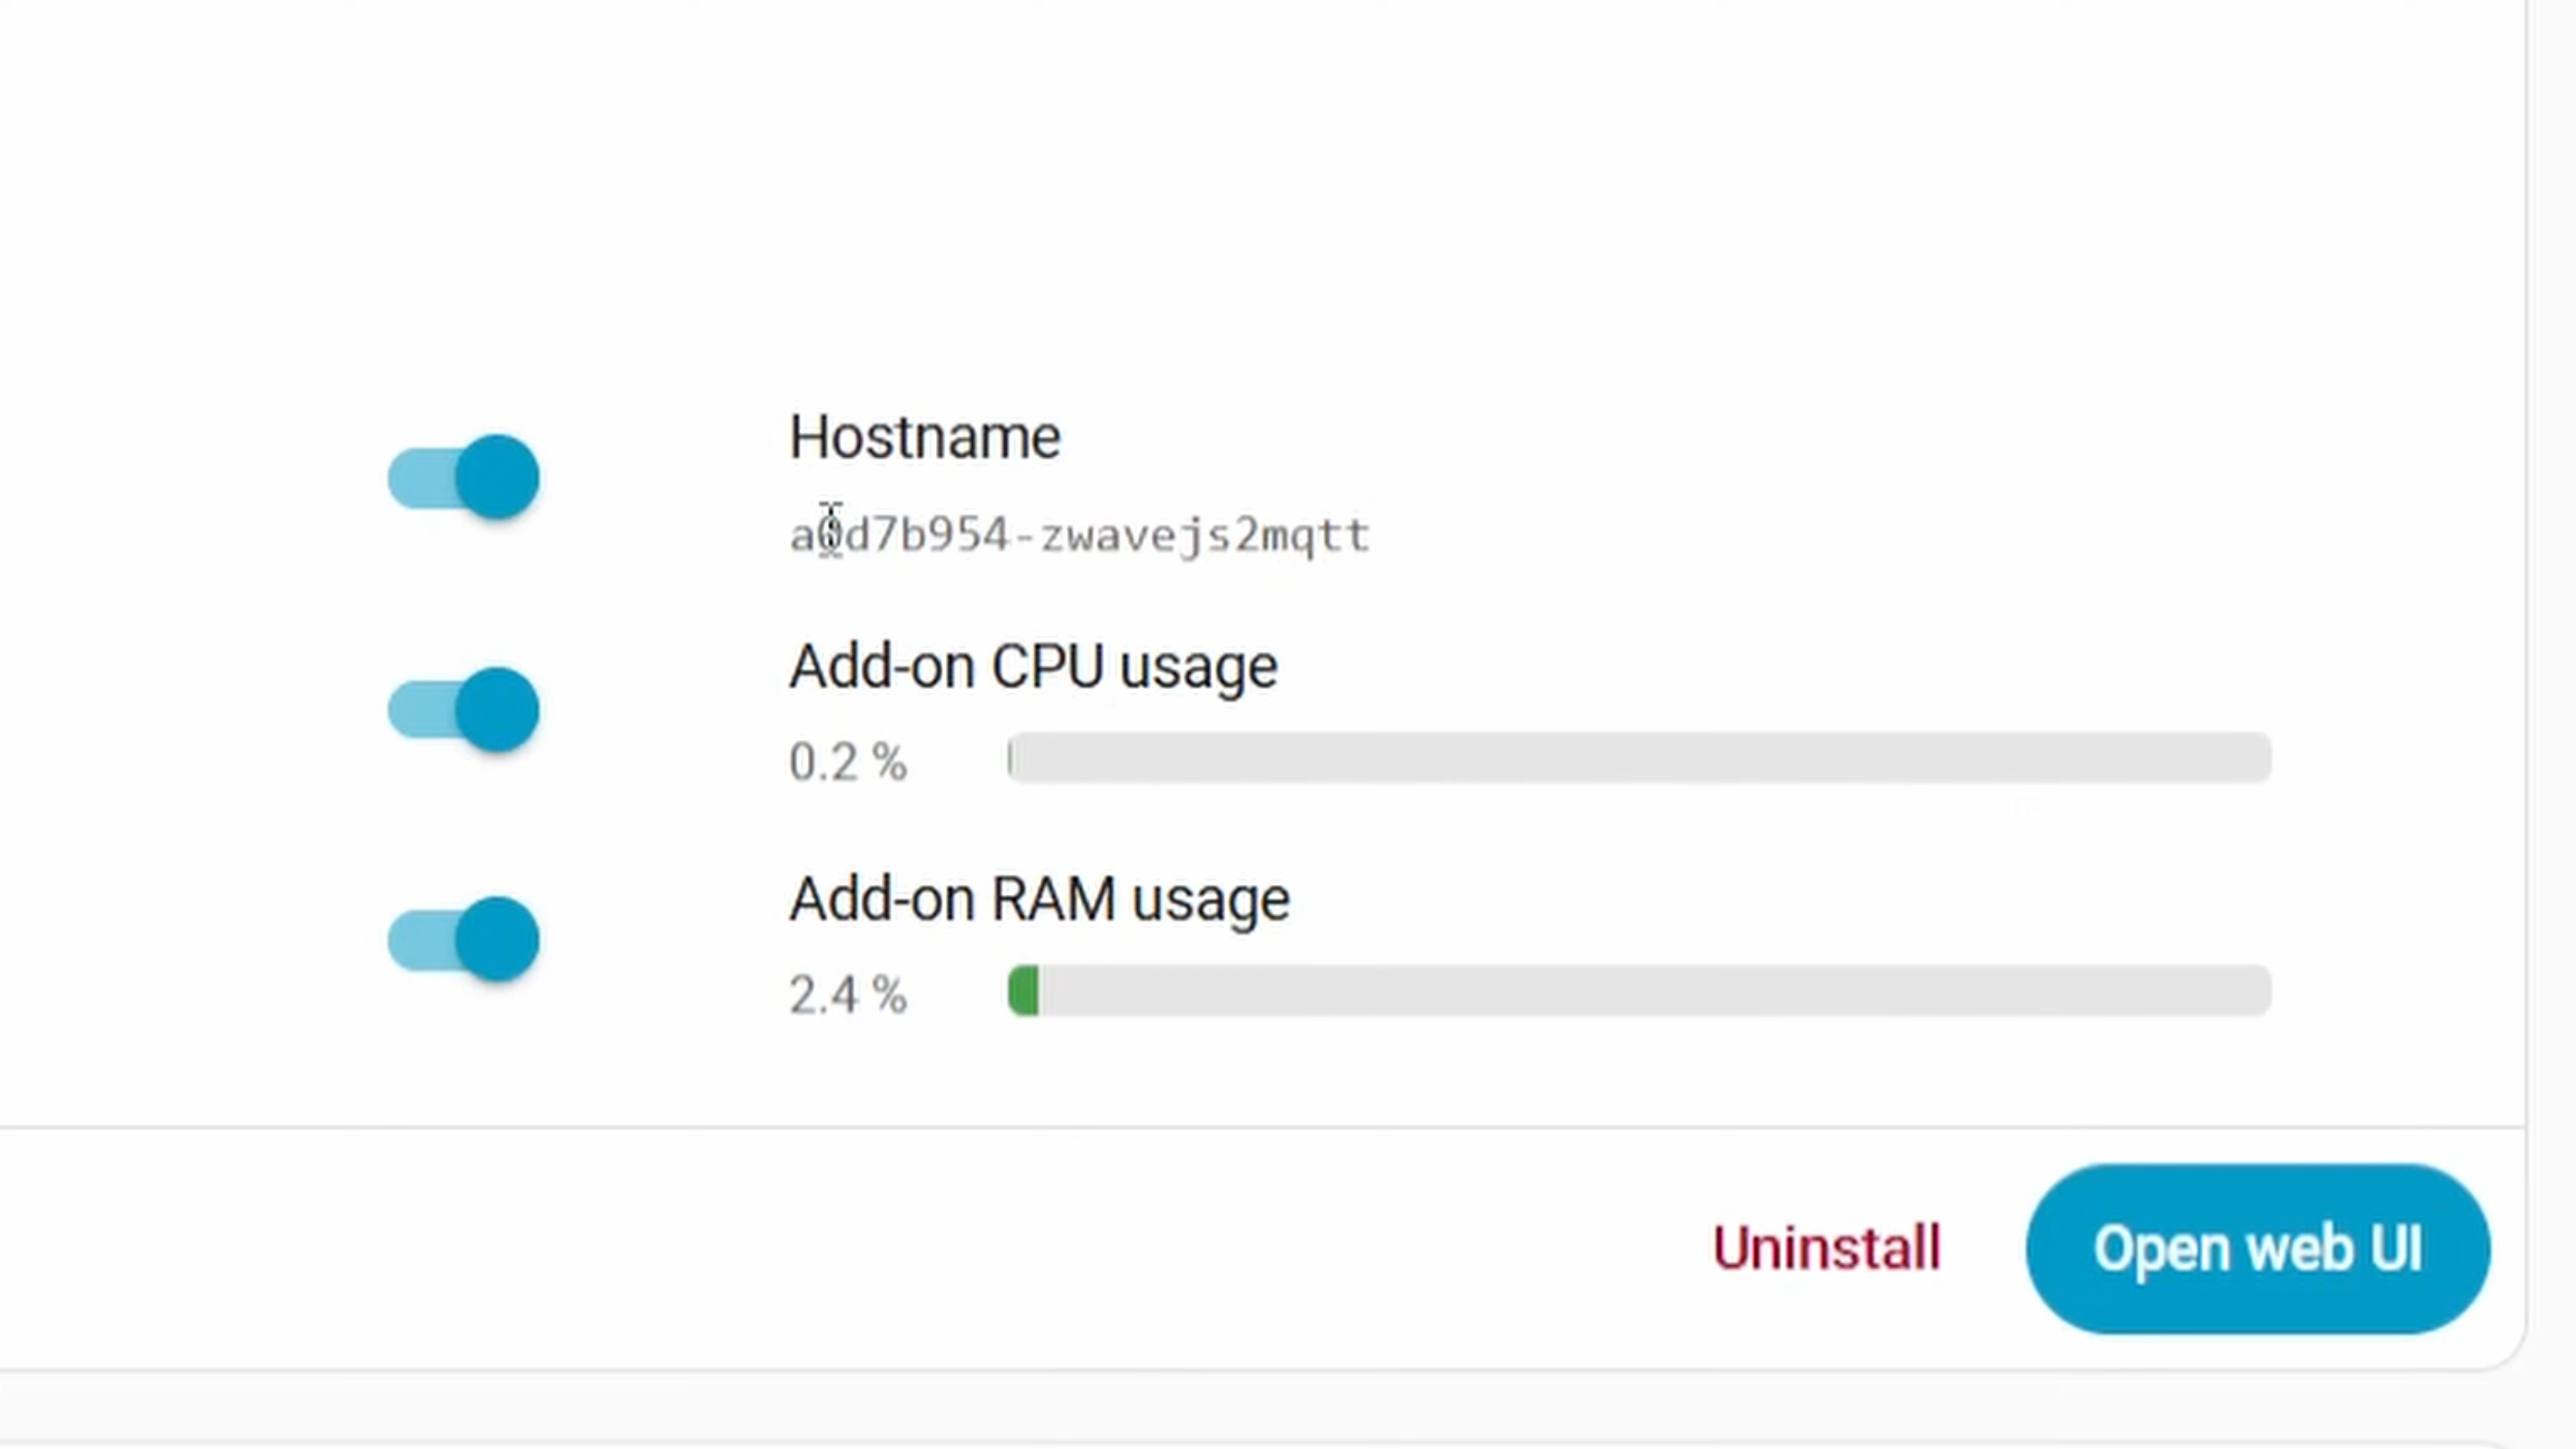 Hostname
a0d7b954-zwavejs2mqtt
Add-on CPU usage
0.2 %
Add-on RAM usage
2.4 %
Uninstall
Open web UI